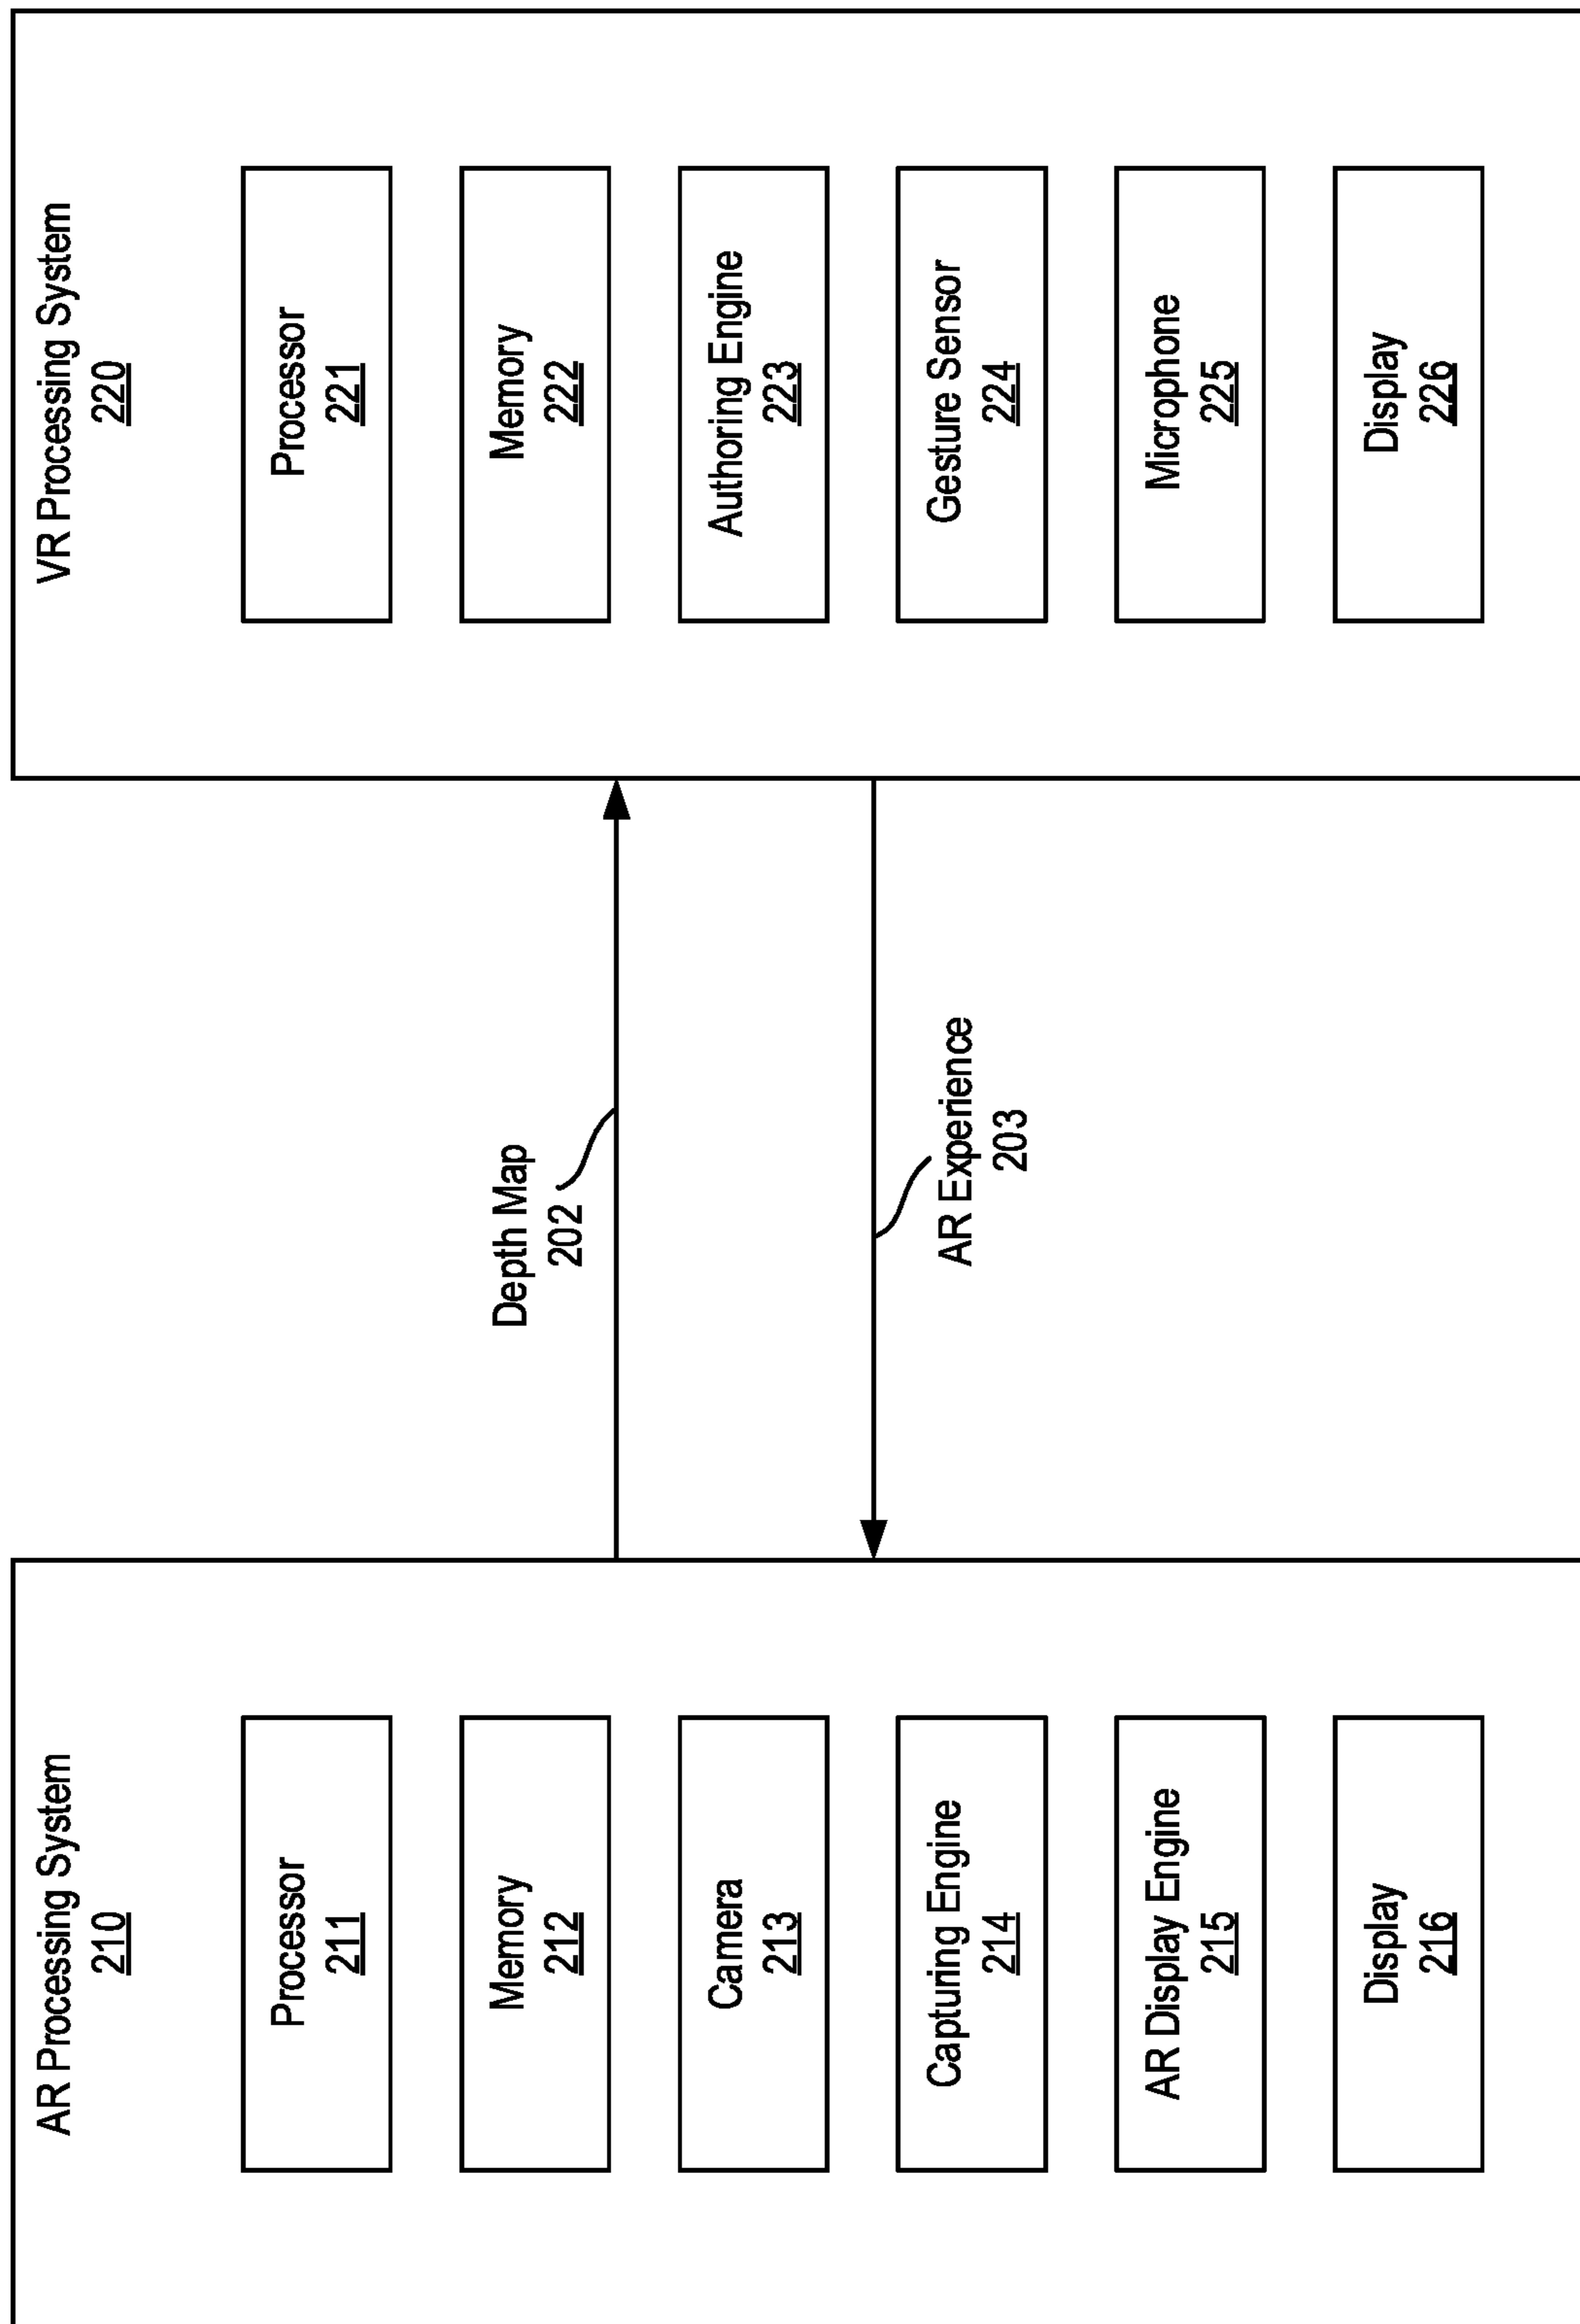 AR Processing System
210
Processor
211
Memory
212
Camera
213
Capturing Engine
214
AR Display Engine
215
Display
216
Depth Map
202
AR Experience
203
VR Processing System
220
Processor
221
Memory
222
Authoring Engine
223
Gesture Sensor
224
Microphone
225
Display
226